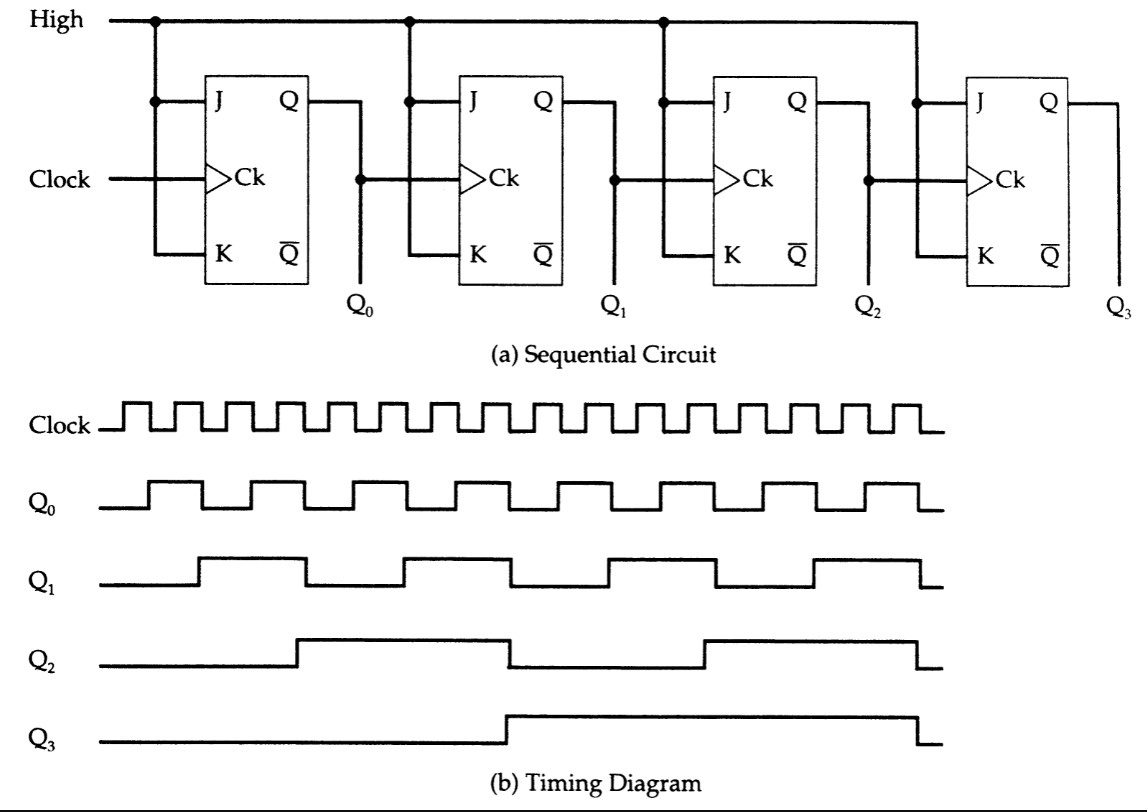 High
J Q J Q J Q J Q
Clock Ck Ck Ck Ck
K Q̅ K Q̅ K Q̅ K Q̅
Q₀ Q₁ Q₂ Q₃
(a) Sequential Circuit
Clock
Q₀
Q₁
Q₂
Q₃
(b) Timing Diagram